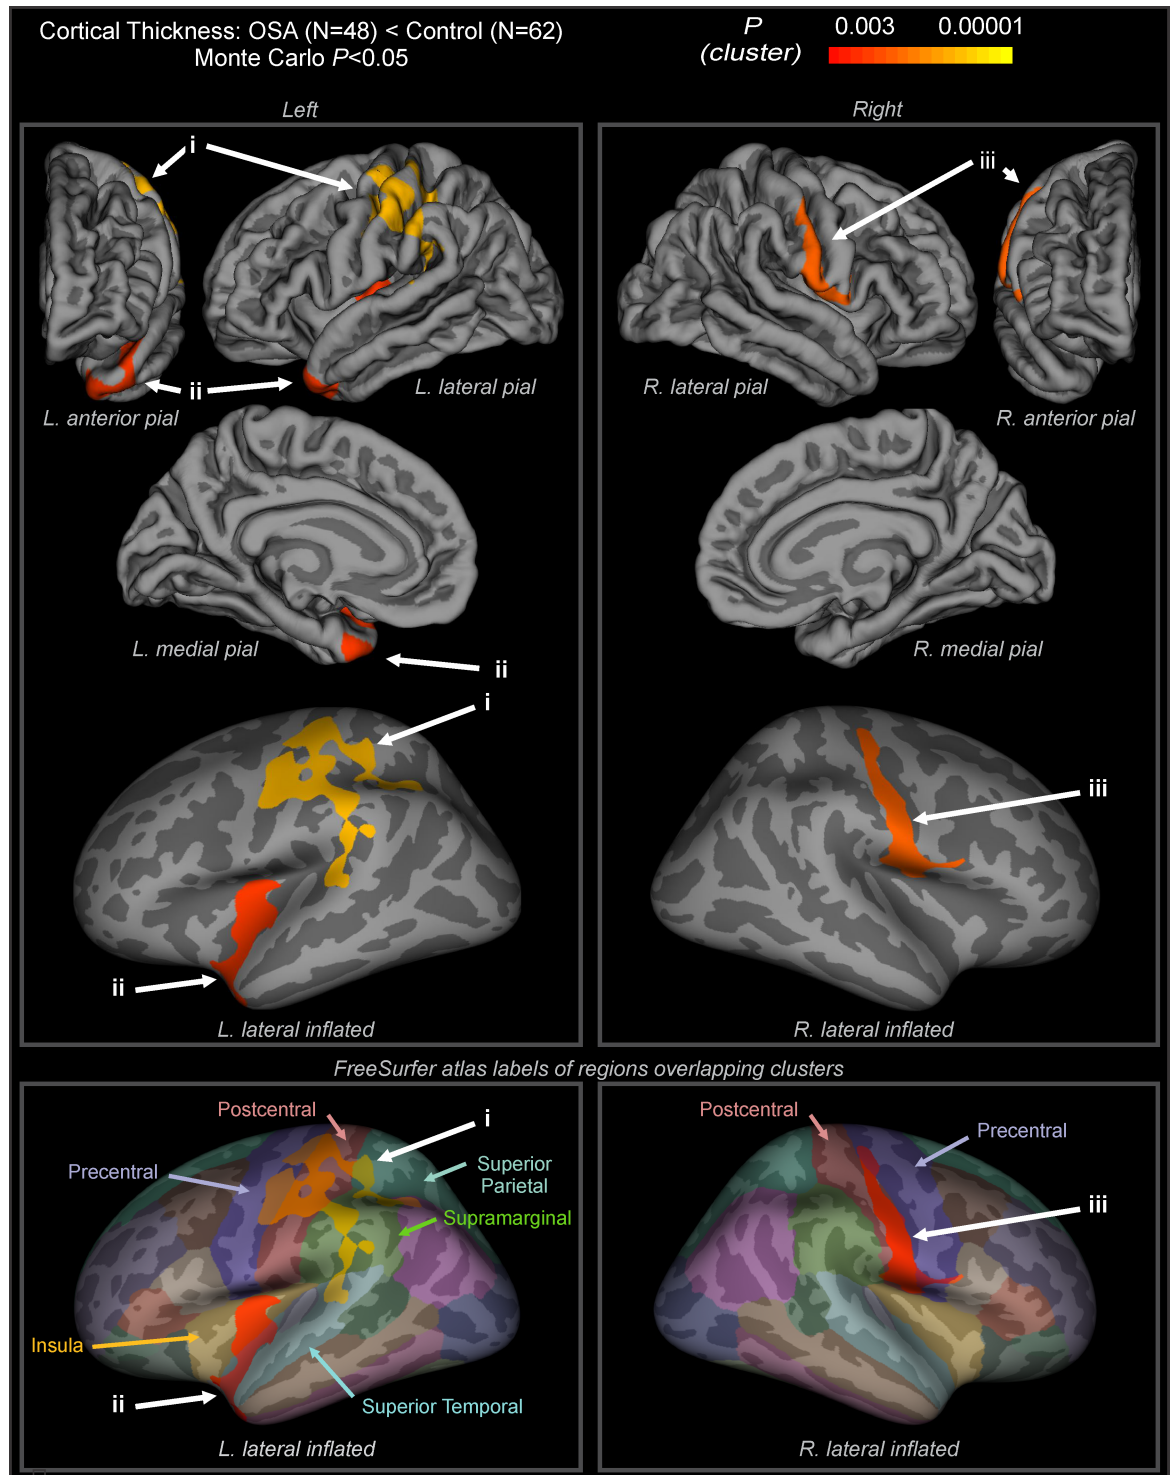 Cortical Thickness: OSA (N=48) < Control (N=62)
Monte Carlo P<0.05
P
(cluster)
0.003 0.00001
Left
Right
i
iii
ii
L. lateral pial
L. anterior pial
R. lateral pial
R. anterior pial
L. medial pial
R. medial pial
ii
i
iii
ii
L. lateral inflated
R. lateral inflated
FreeSurfer atlas labels of regions overlapping clusters
Postcentral
i
Precentral
Superior
Parietal
Supramarginal
Insula
ii
Superior Temporal
L. lateral inflated
Postcentral
Precentral
iii
R. lateral inflated